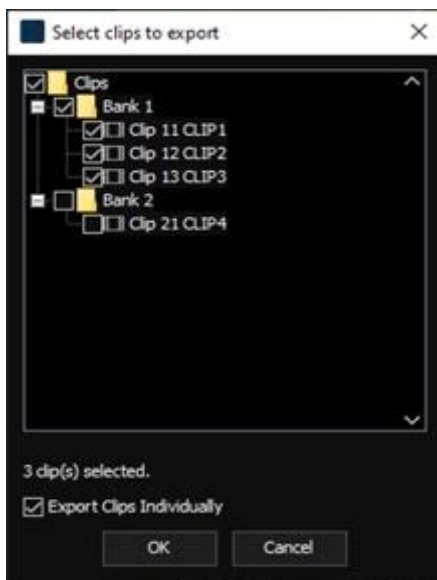 Select clips to export
Clips
Bank 1
Clip 11 CLIP1
Clip 12 CLIP2
Clip 13 CLIP3
Bank 2
Clip 21 CLIP4
3 clip(s) selected.
Export Clips Individually
OK
Cancel